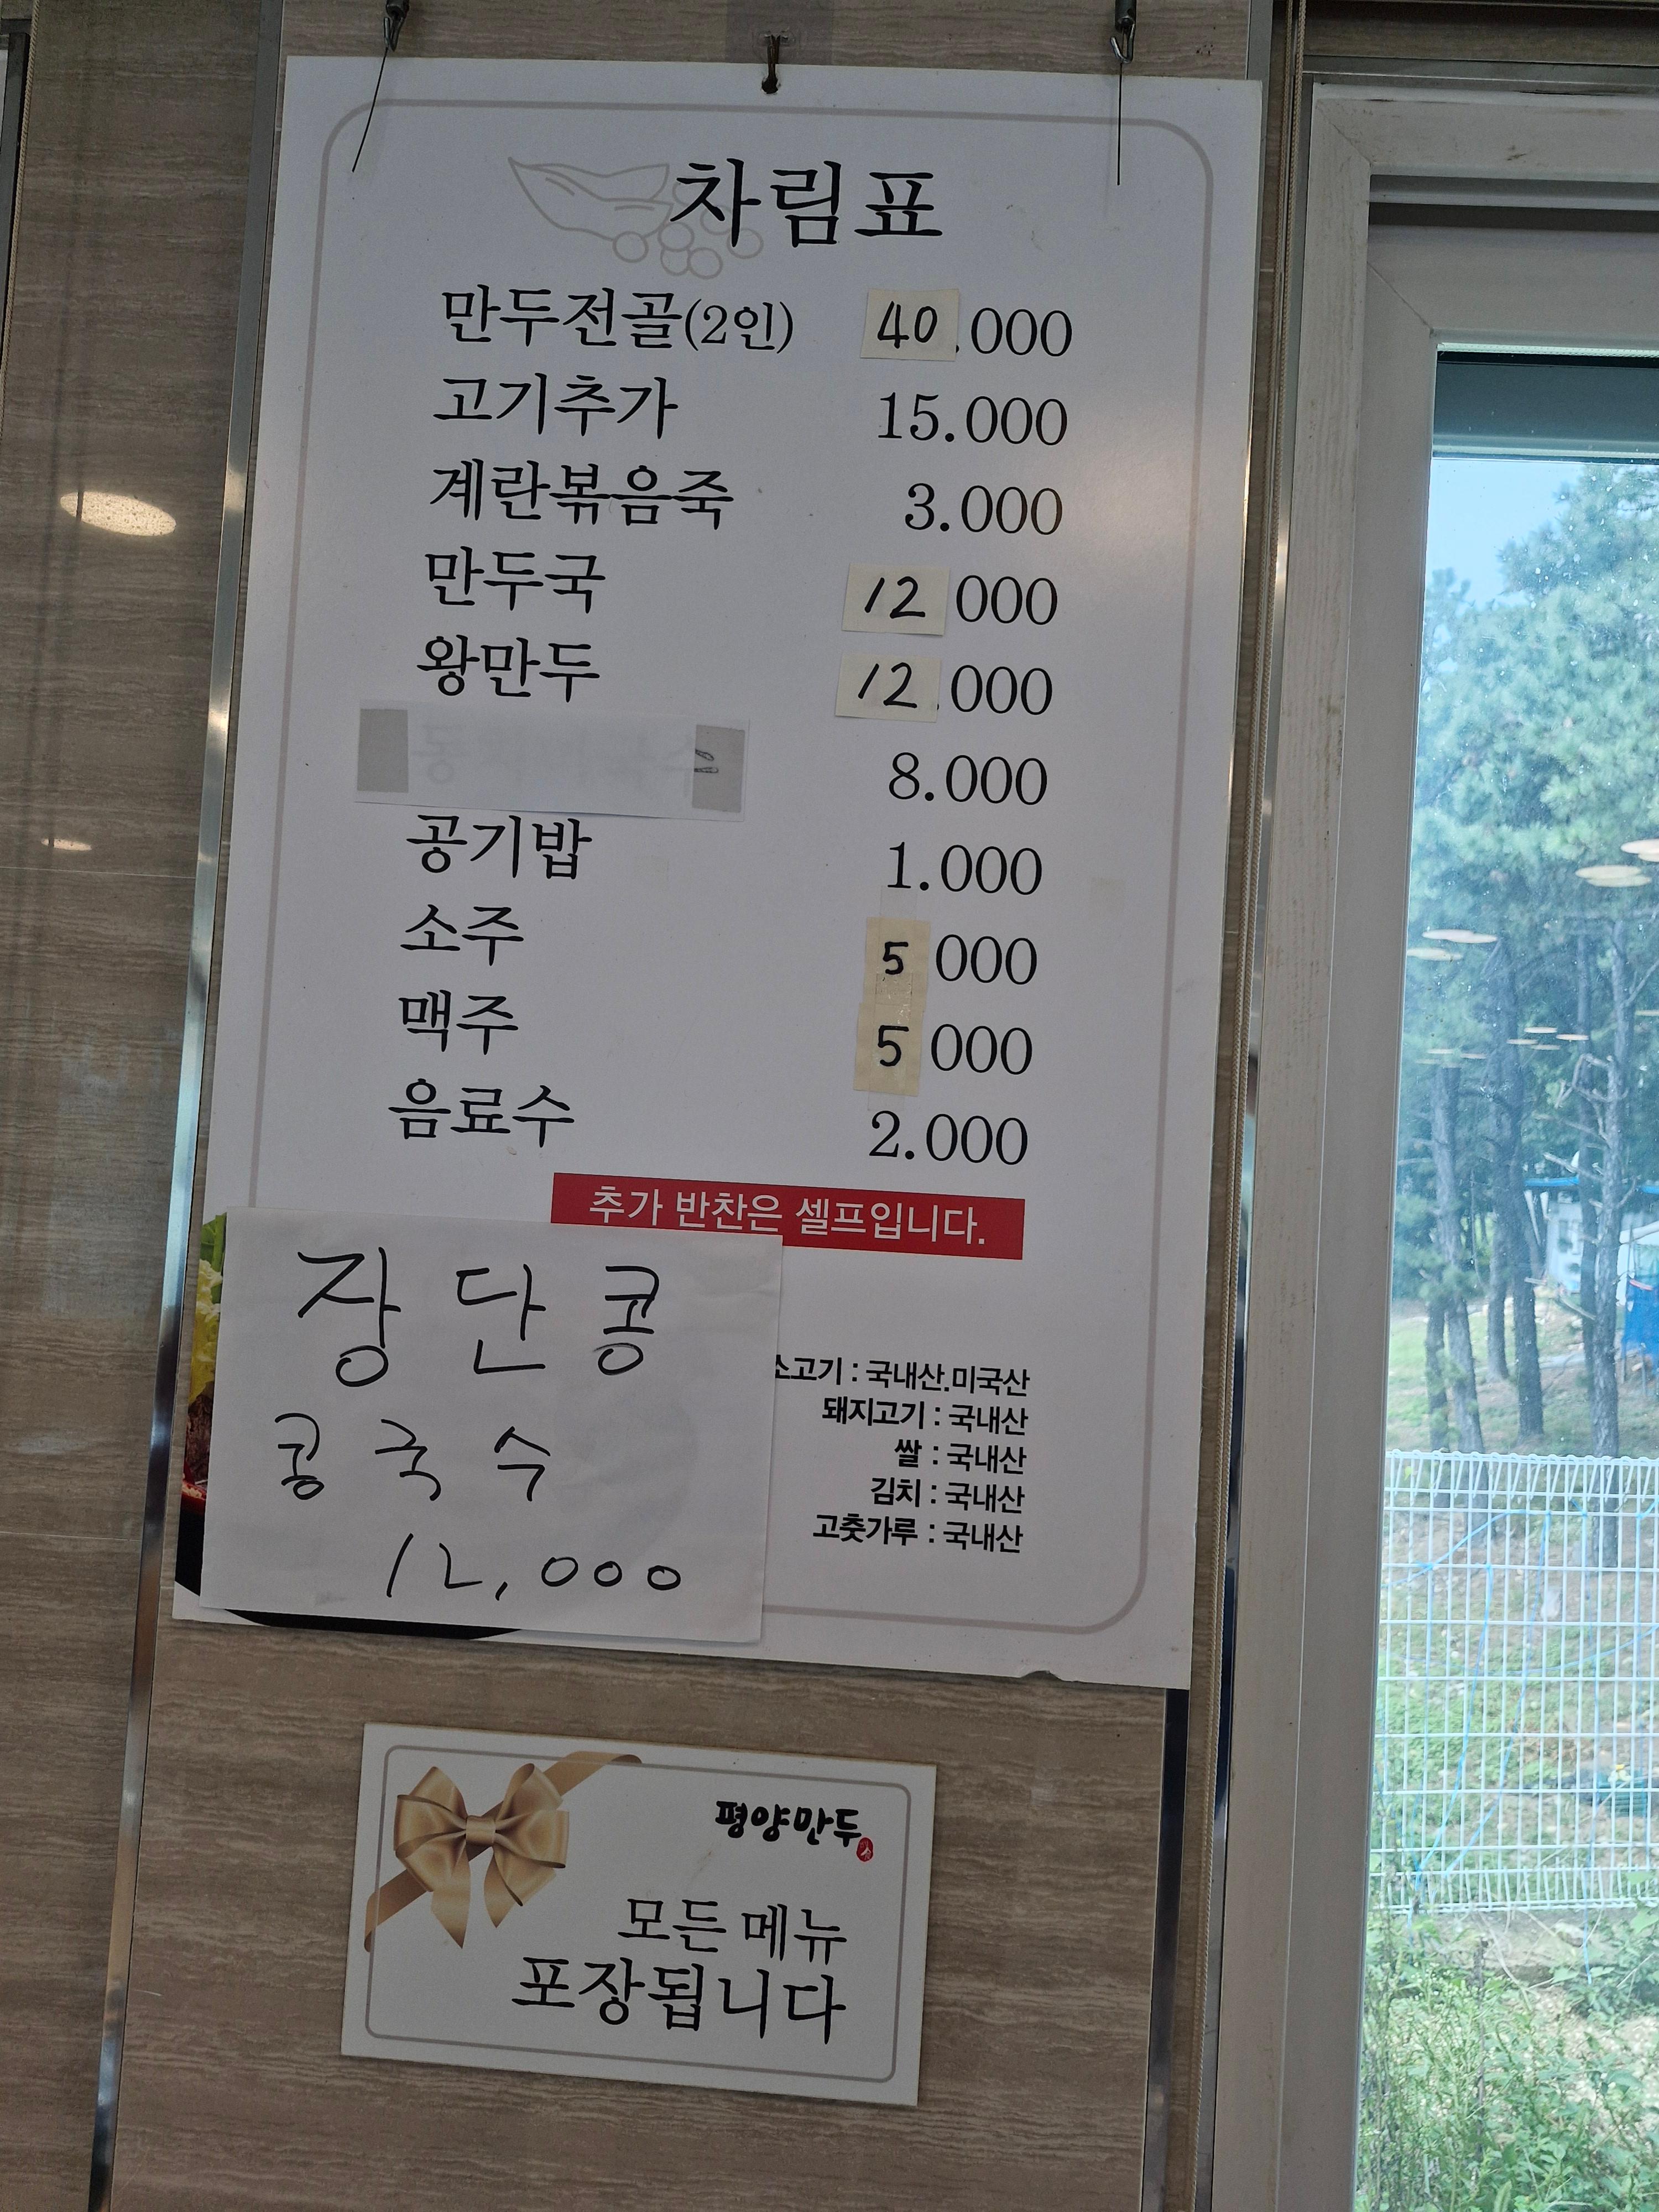 차림표
만두전골(2인) 40.000
고기추가 15.000
계란볶음죽 3.000
만두국 12 000
왕만두 12.000
8.000
공기밥 1.000
소주 5 000
맥주 5 000
음료수 2.000
추가 반찬은 셀프입니다.
장단콩
콩국수
12,000
소고기 : 국내산.미국산
돼지고기 : 국내산
쌀 : 국내산
김치 : 국내산
고춧가루 : 국내산
평양만두
모든 메뉴
포장됩니다